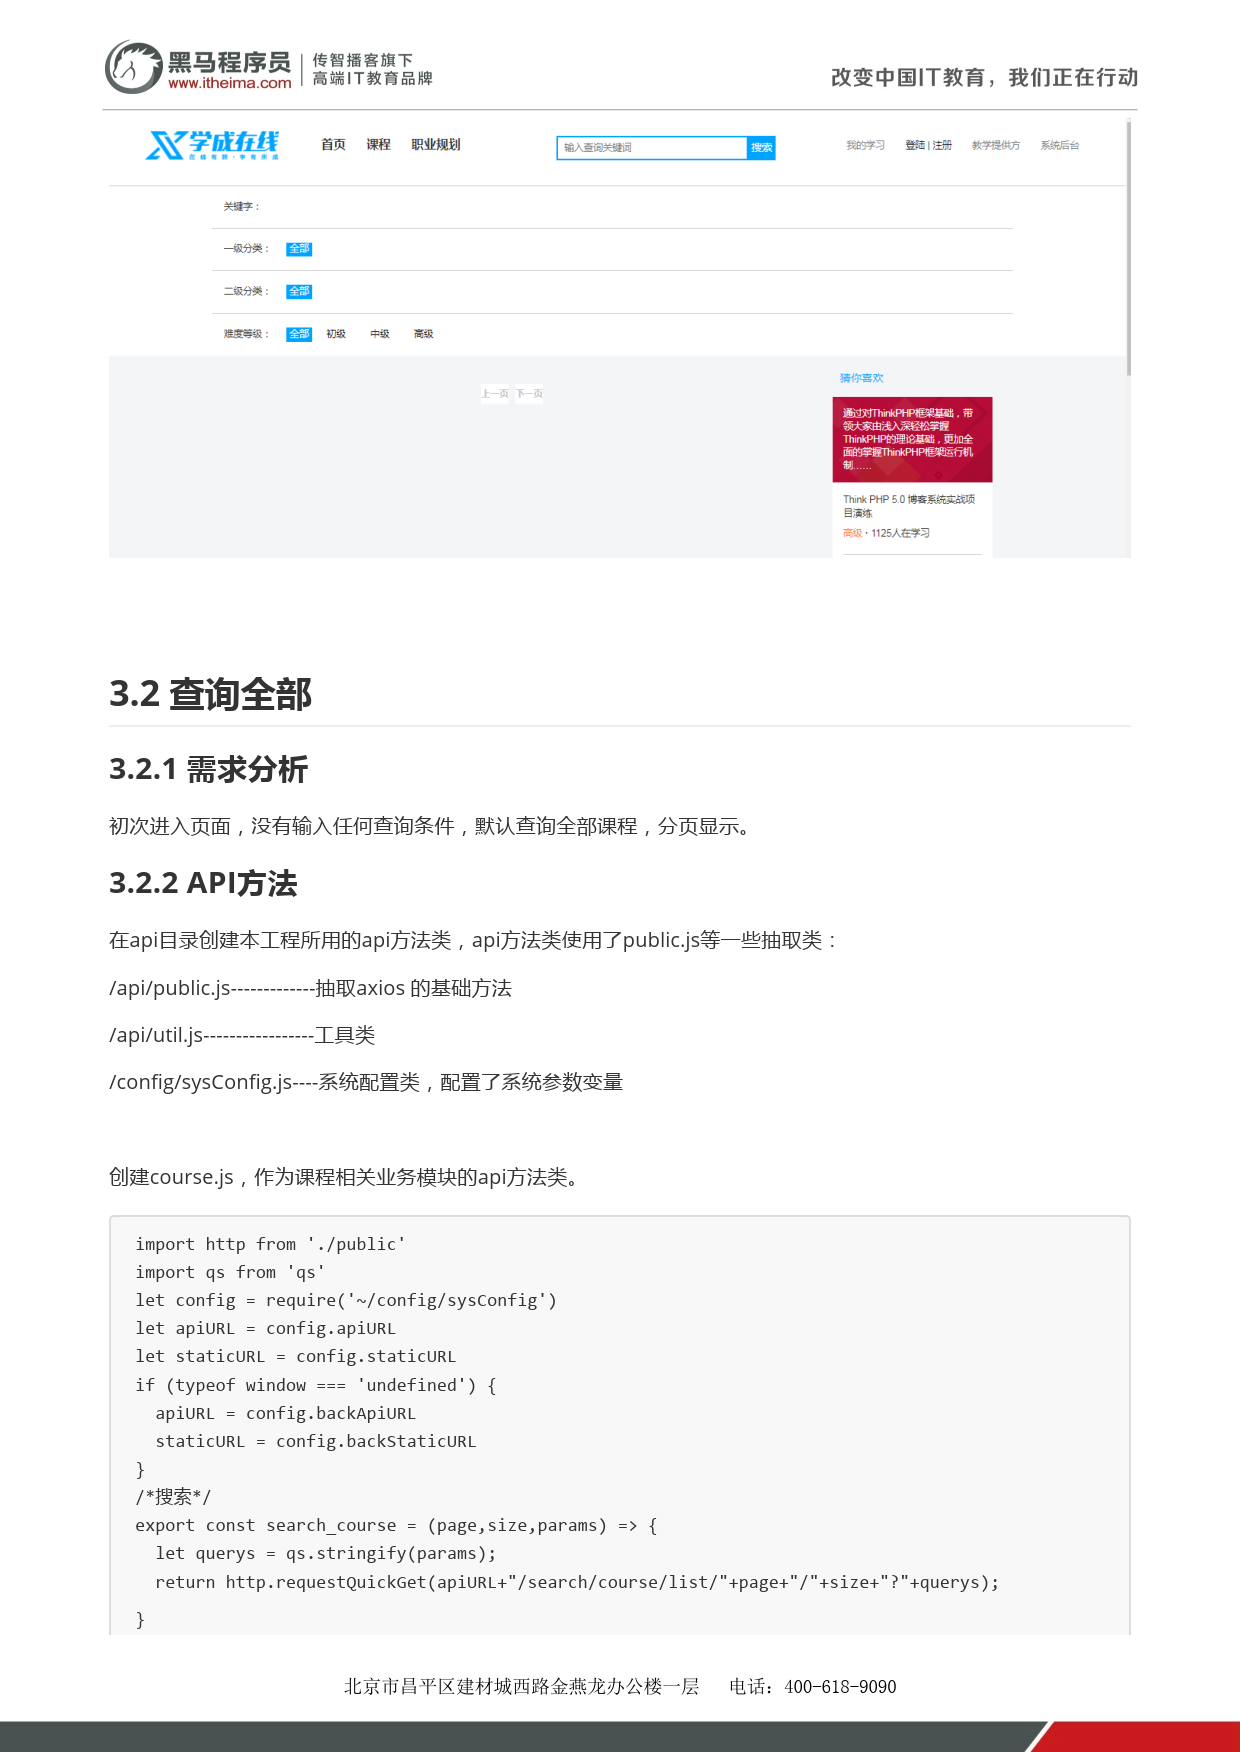 黑马程序员
www.itheima.com
传智播客旗下
高端IT教育品牌
改变中国IT教育，我们正在行动
学成在线
在线有路·学有所成
首页 课程 职业规划
输入查询关键词 搜索
我的学习 登陆 | 注册 教学提供方 系统后台
关键字：
一级分类： 全部
二级分类： 全部
难度等级： 全部 初级 中级 高级
上一页 下一页
猜你喜欢
通过对ThinkPHP框架基础，带
领大家由浅入深轻松掌握
ThinkPHP的理论基础，更加全
面的掌握ThinkPHP框架运行机
制……
Think PHP 5.0 博客系统实战项
目演练
高级 · 1125人在学习
3.2 查询全部
3.2.1 需求分析
初次进入页面，没有输入任何查询条件，默认查询全部课程，分页显示。
3.2.2 API方法
在api目录创建本工程所用的api方法类，api方法类使用了public.js等一些抽取类：
/api/public.js-------------抽取axios 的基础方法
/api/util.js-----------------工具类
/config/sysConfig.js----系统配置类，配置了系统参数变量
创建course.js，作为课程相关业务模块的api方法类。
import http from './public'
import qs from 'qs'
let config = require('~/config/sysConfig')
let apiURL = config.apiURL
let staticURL = config.staticURL
if (typeof window === 'undefined') {
  apiURL = config.backApiURL
  staticURL = config.backStaticURL
}
/*搜索*/
export const search_course = (page,size,params) => {
  let querys = qs.stringify(params);
  return http.requestQuickGet(apiURL+"/search/course/list/"+page+"/"+size+"?"+querys);
}
北京市昌平区建材城西路金燕龙办公楼一层 电话：400-618-9090